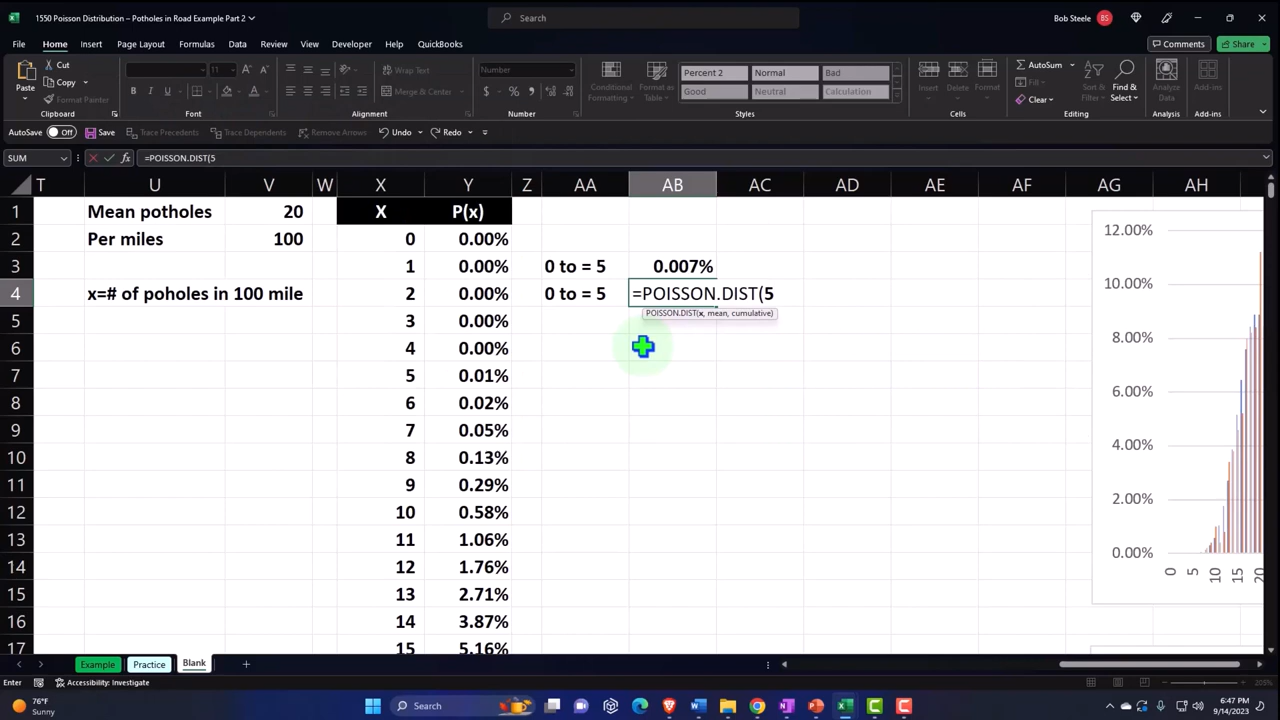 1550 Poisson Distribution – Potholes in Road Example Part 2
Search
Bob Steele
BS
File Home Insert Page Layout Formulas Data Review View Developer Help QuickBooks
Comments
Share
Paste
Cut
Copy
Format Painter
Clipboard
11
B I U
Font
Wrap Text
Merge & Center
Alignment
Number
$ % ,
Number
Conditional Formatting
Format as Table
Percent 2 Normal Bad
Good Neutral Calculation
Styles
Insert Delete Format
Cells
AutoSum
Fill
Clear
Sort & Filter
Find & Select
Editing
Analyze Data
Analysis
Add-ins
Add-ins
AutoSave Off Save Trace Precedents Trace Dependents Remove Arrows Undo Redo
SUM fx =POISSON.DIST(5
T U V W X Y Z AA AB AC AD AE AF AG AH
1 Mean potholes 20 X P(x)
2 Per miles 100 0 0.00%
3 1 0.00% 0 to = 5 0.007%
4 x=# of poholes in 100 mile 2 0.00% 0 to = 5 =POISSON.DIST(5
POISSON.DIST(x, mean, cumulative)
5 3 0.00%
6 4 0.00%
7 5 0.01%
8 6 0.02%
9 7 0.05%
10 8 0.13%
11 9 0.29%
12 10 0.58%
13 11 1.06%
14 12 1.76%
15 13 2.71%
16 14 3.87%
17 15 5.16%
12.00%
10.00%
8.00%
6.00%
4.00%
2.00%
0.00%
0 5 10 15 20
Example Practice Blank
Enter Accessibility: Investigate
205%
76°F
Sunny
Search
6:47 PM
9/14/2023